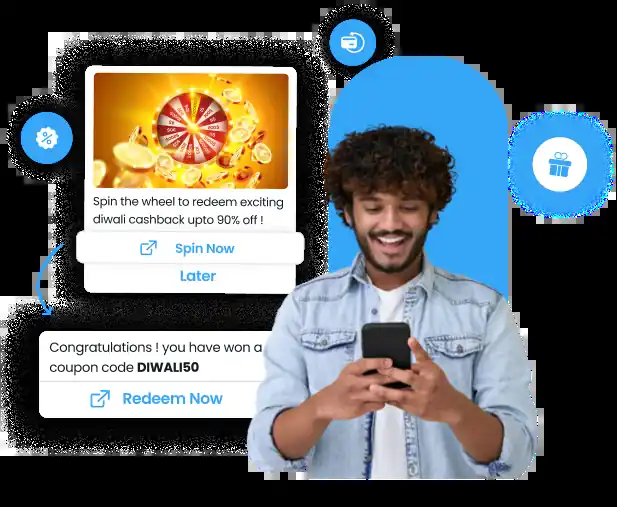 Spin the wheel to redeem exciting
diwali cashback upto 90% off !
Spin Now
Later
Congratulations ! you have won a
coupon code DIWALI50
Redeem Now